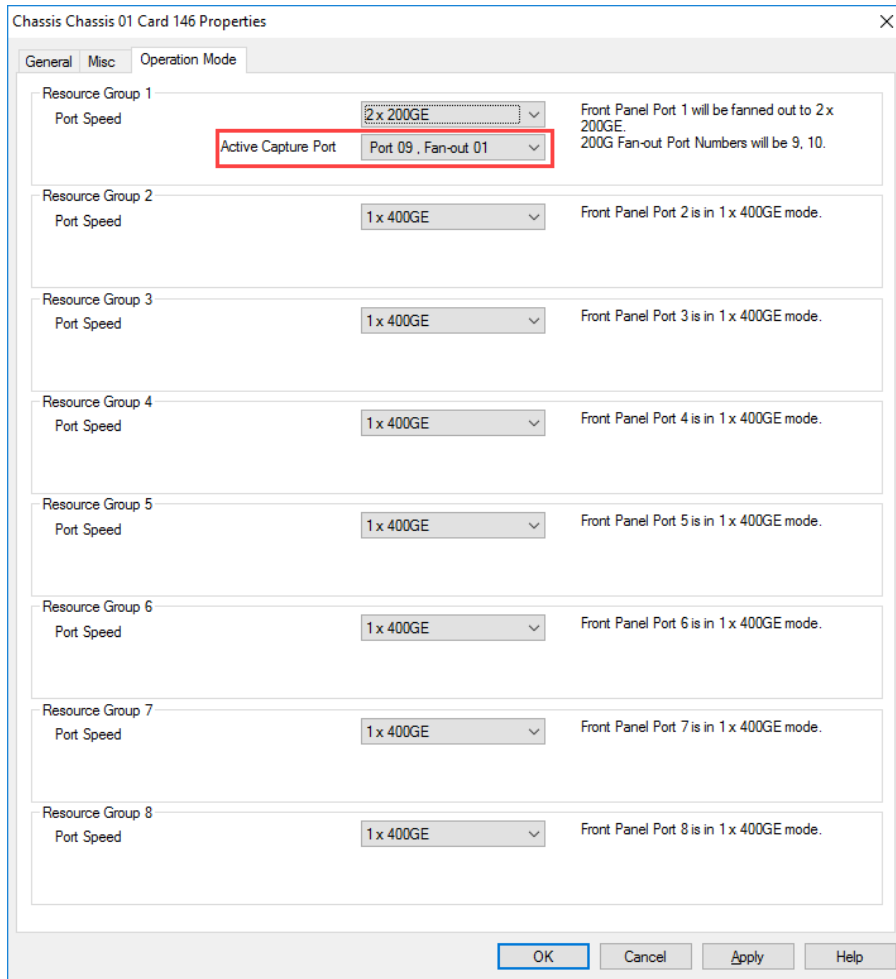 Chassis Chassis 01 Card 146 Properties
General Misc Operation Mode
Resource Group 1
Port Speed 2 x 200GE Front Panel Port 1 will be fanned out to 2 x
200GE.
Active Capture Port Port 09 , Fan-out 01 200G Fan-out Port Numbers will be 9, 10.
Resource Group 2
Port Speed 1 x 400GE Front Panel Port 2 is in 1 x 400GE mode.
Resource Group 3
Port Speed 1 x 400GE Front Panel Port 3 is in 1 x 400GE mode.
Resource Group 4
Port Speed 1 x 400GE Front Panel Port 4 is in 1 x 400GE mode.
Resource Group 5
Port Speed 1 x 400GE Front Panel Port 5 is in 1 x 400GE mode.
Resource Group 6
Port Speed 1 x 400GE Front Panel Port 6 is in 1 x 400GE mode.
Resource Group 7
Port Speed 1 x 400GE Front Panel Port 7 is in 1 x 400GE mode.
Resource Group 8
Port Speed 1 x 400GE Front Panel Port 8 is in 1 x 400GE mode.
OK Cancel Apply Help